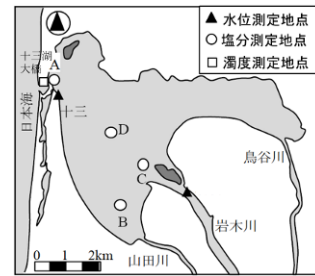 ▲ 水位測定地点
○ 塩分測定地点
□ 濁度測定地点
十三湖
大橋
A
日本海
十三
D
C
B
鳥谷川
岩木川
山田川
0 1 2km